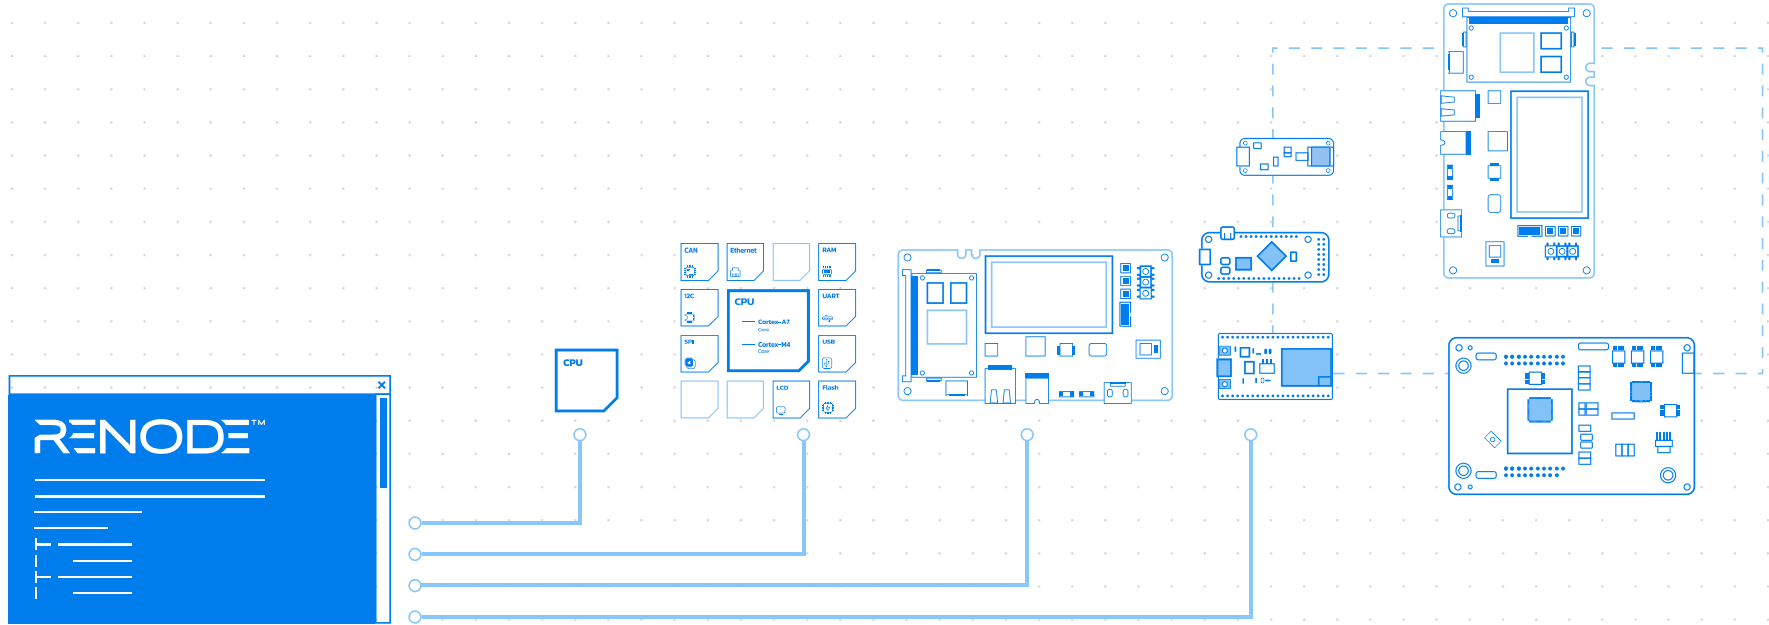 RENODE™
CPU
CAN
Ethernet
RAM
I2C
CPU
Cortex-A7
Core
Cortex-M4
Core
UART
SPI
USB
LCD
Flash